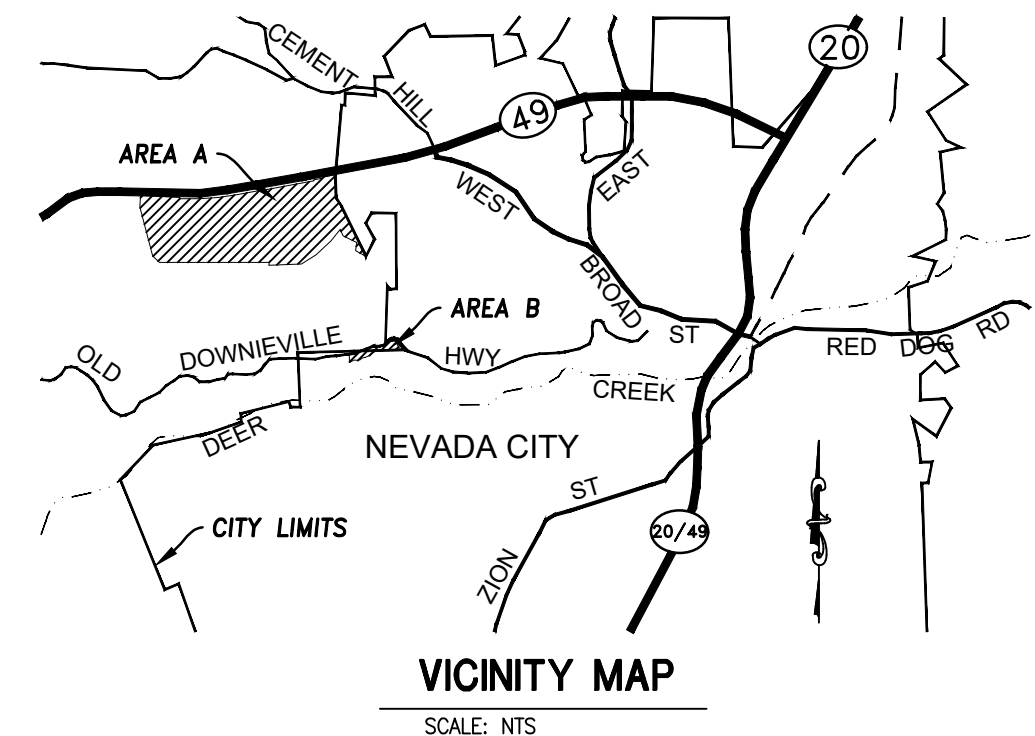 CEMENT HILL
20
49
AREA A
WEST BROAD ST
EAST
AREA B
OLD DOWNIEVILLE HWY
RED DOG RD
DEER CREEK
NEVADA CITY
ZION ST
CITY LIMITS
20/49
VICINITY MAP
SCALE: NTS